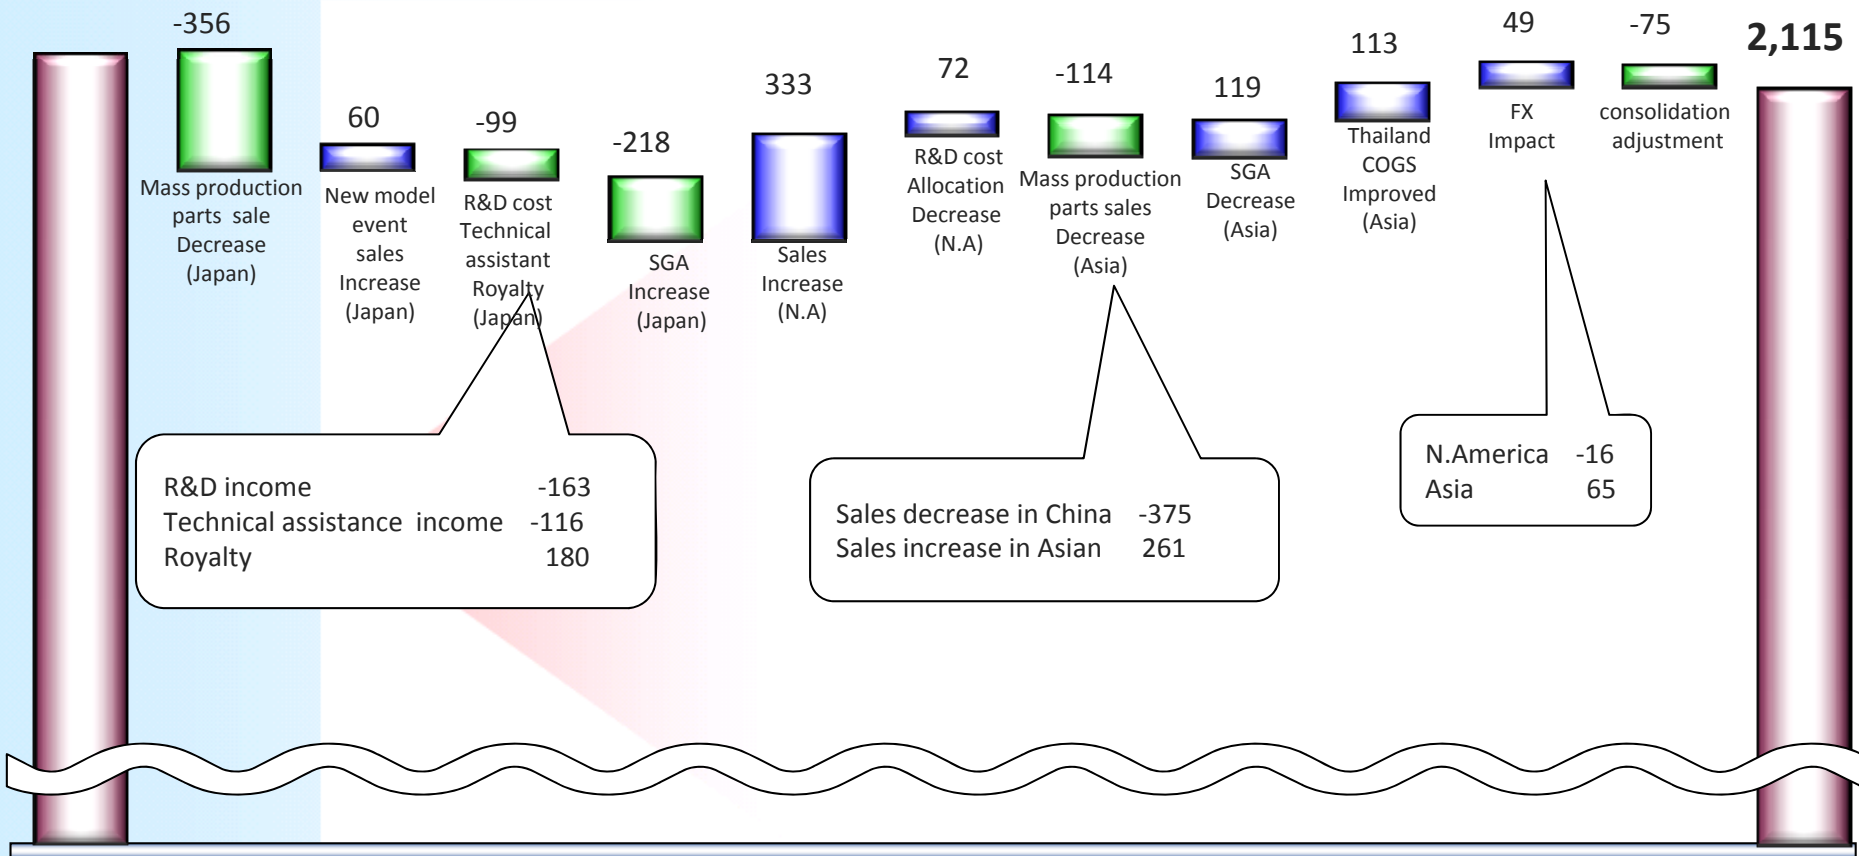 -356
Mass production
parts sale
Decrease
(Japan)
60
New model
event
sales
Increase
(Japan)
-99
R&D cost
Technical
assistant
Royalty
(Japan)
-218
SGA
Increase
(Japan)
333
Sales
Increase
(N.A)
72
R&D cost
Allocation
Decrease
(N.A)
-114
Mass production
parts sales
Decrease
(Asia)
119
SGA
Decrease
(Asia)
113
Thailand
COGS
Improved
(Asia)
49
FX
Impact
-75
consolidation
adjustment
2,115
R&D income -163
Technical assistance income -116
Royalty 180
Sales decrease in China -375
Sales increase in Asian 261
N.America -16
Asia 65